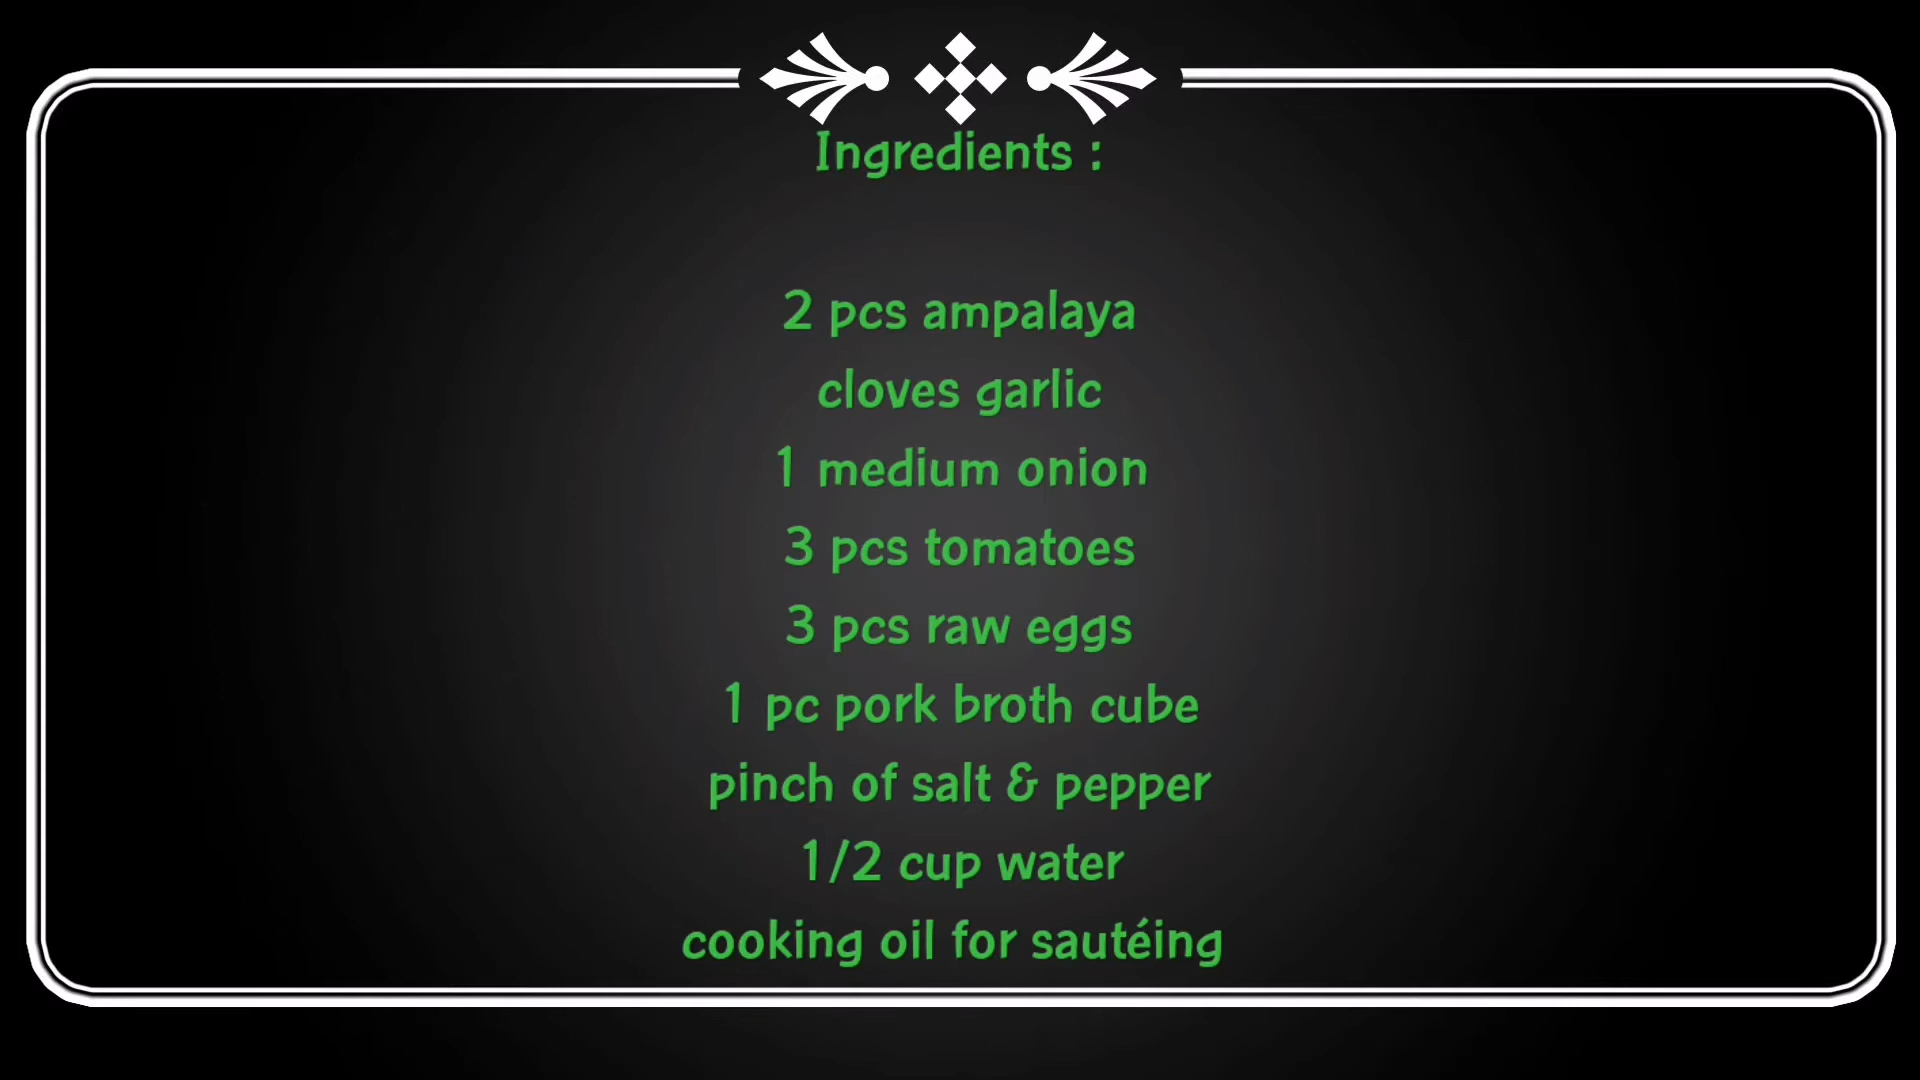 Ingredients :
2 pcs ampalaya
cloves garlic
1 medium onion
3 pcs tomatoes
3 pcs raw eggs
1 pc pork broth cube
pinch of salt & pepper
1/2 cup water
cooking oil for sautéing